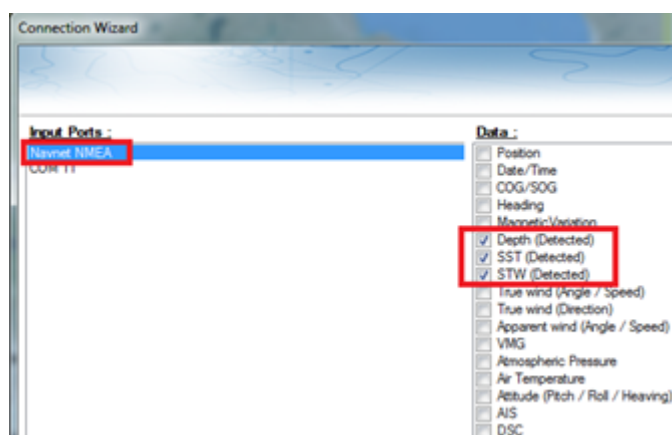 Connection Wizard
Input Ports :
Navnet NMEA
COM 11
Data :
Position
Date/Time
COG/SOG
Heading
MagneticVariation
Depth (Detected)
SST (Detected)
STW (Detected)
True wind (Angle / Speed)
True wind (Direction)
Apparent wind (Angle / Speed)
VMG
Atmospheric Pressure
Air Temperature
Attitude (Pitch / Roll / Heaving)
AIS
DSC